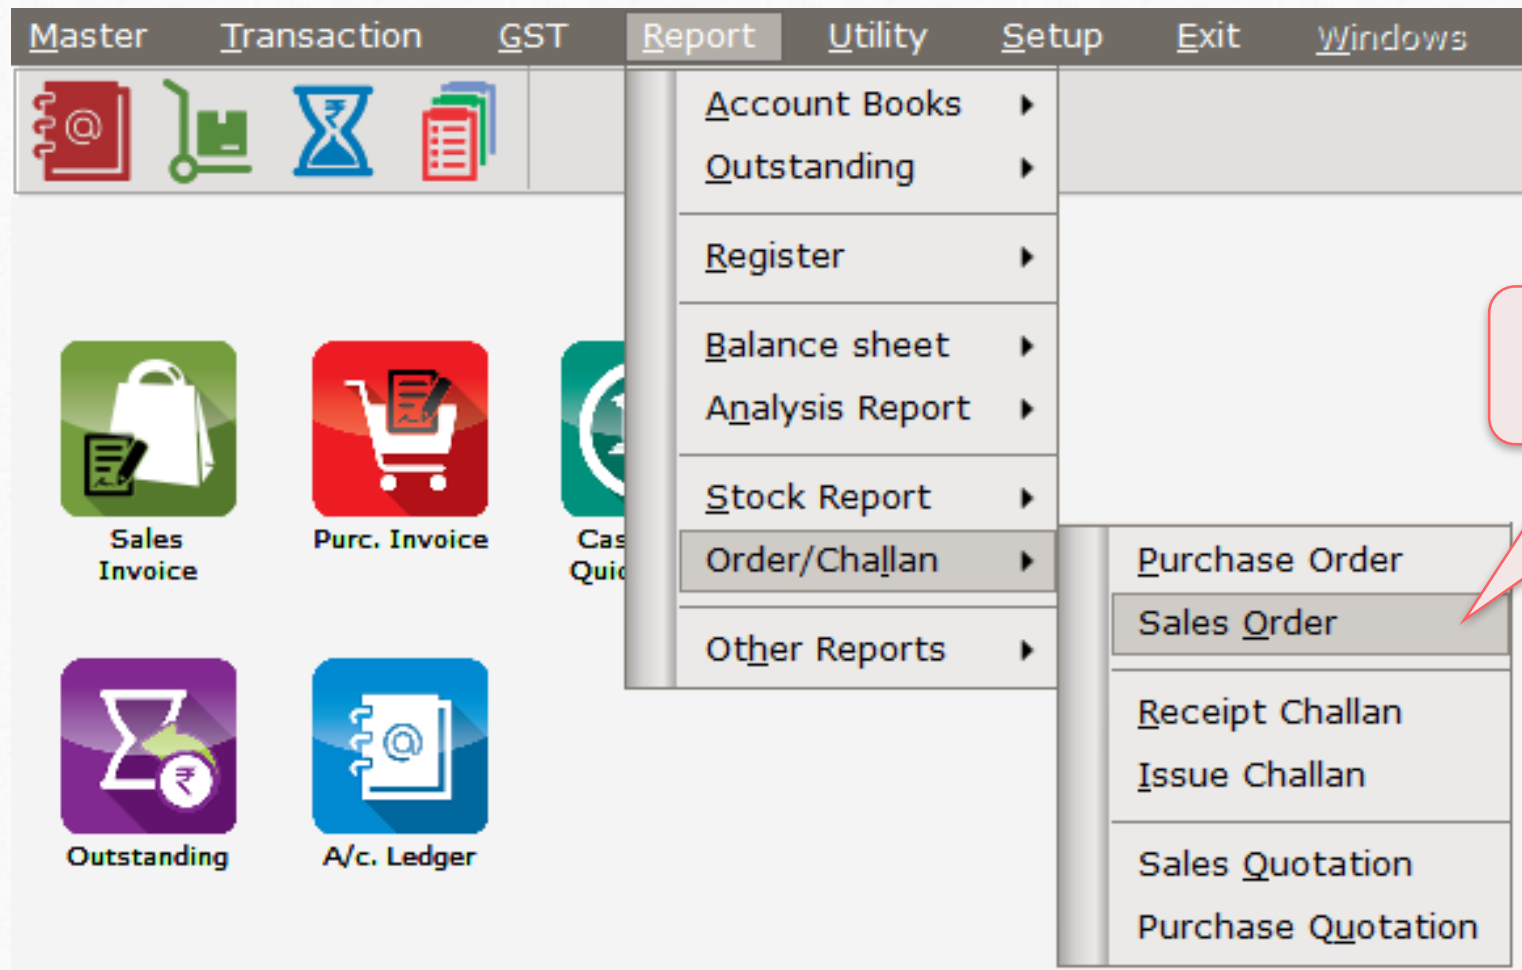 Master Transaction GST Report Utility Setup Exit Windows
@
₹
Account Books
Outstanding
Register
Balance sheet
Analysis Report
Stock Report
Order/Challan
Other Reports
Purchase Order
Sales Order
Receipt Challan
Issue Challan
Sales Quotation
Purchase Quotation
Sales
Invoice
Purc. Invoice
₹
Outstanding
@
A/c. Ledger